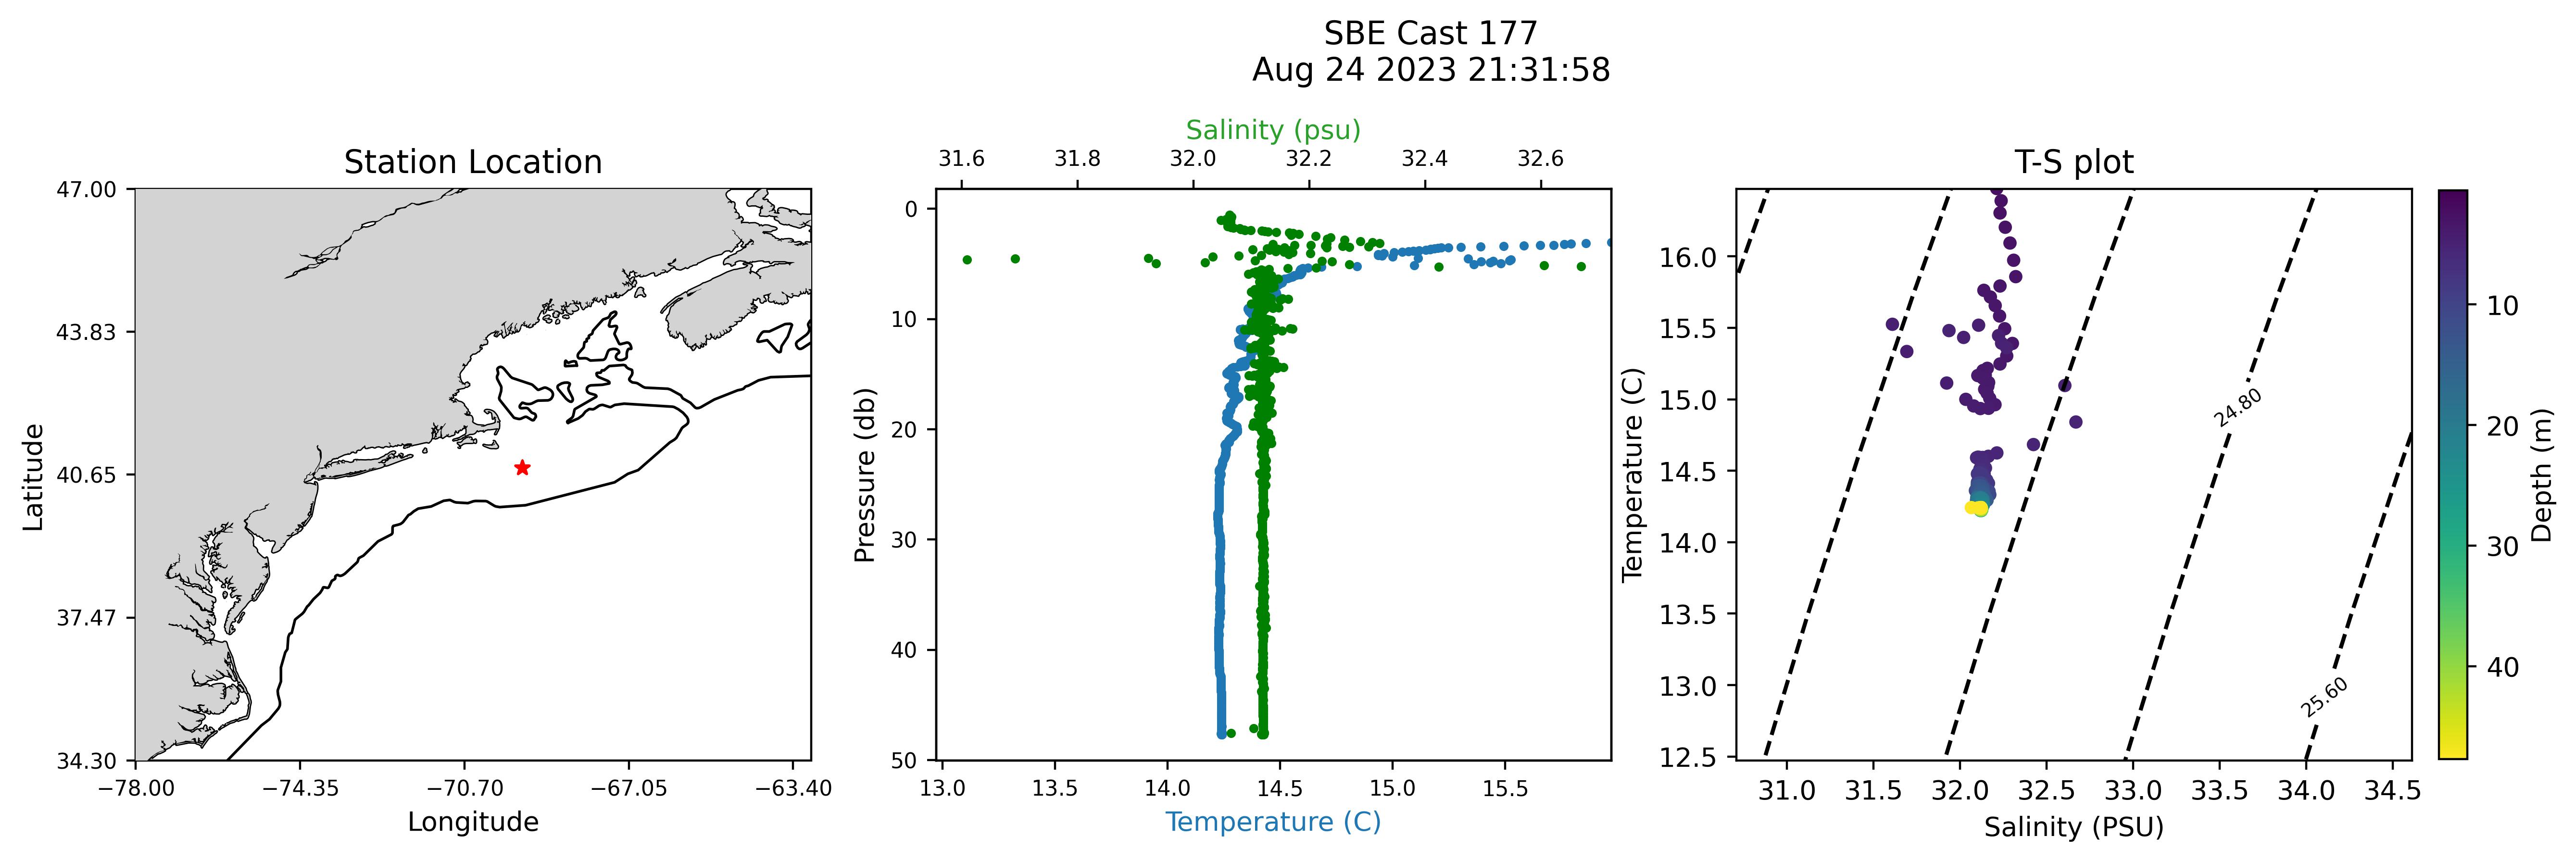 SBE Cast 177
Aug 24 2023 21:31:58
Station Location
47.00
43.83
40.65
37.47
34.30
−78.00 −74.35 −70.70 −67.05 −63.40
Latitude
Longitude
Salinity (psu)
31.6 31.8 32.0 32.2 32.4 32.6
0
10
20
30
40
50
Pressure (db)
13.0 13.5 14.0 14.5 15.0 15.5
Temperature (C)
T-S plot
16.0
15.5
15.0
14.5
14.0
13.5
13.0
12.5
Temperature (C)
24.80
25.60
31.0 31.5 32.0 32.5 33.0 33.5 34.0 34.5
Salinity (PSU)
10
20
30
40
Depth (m)